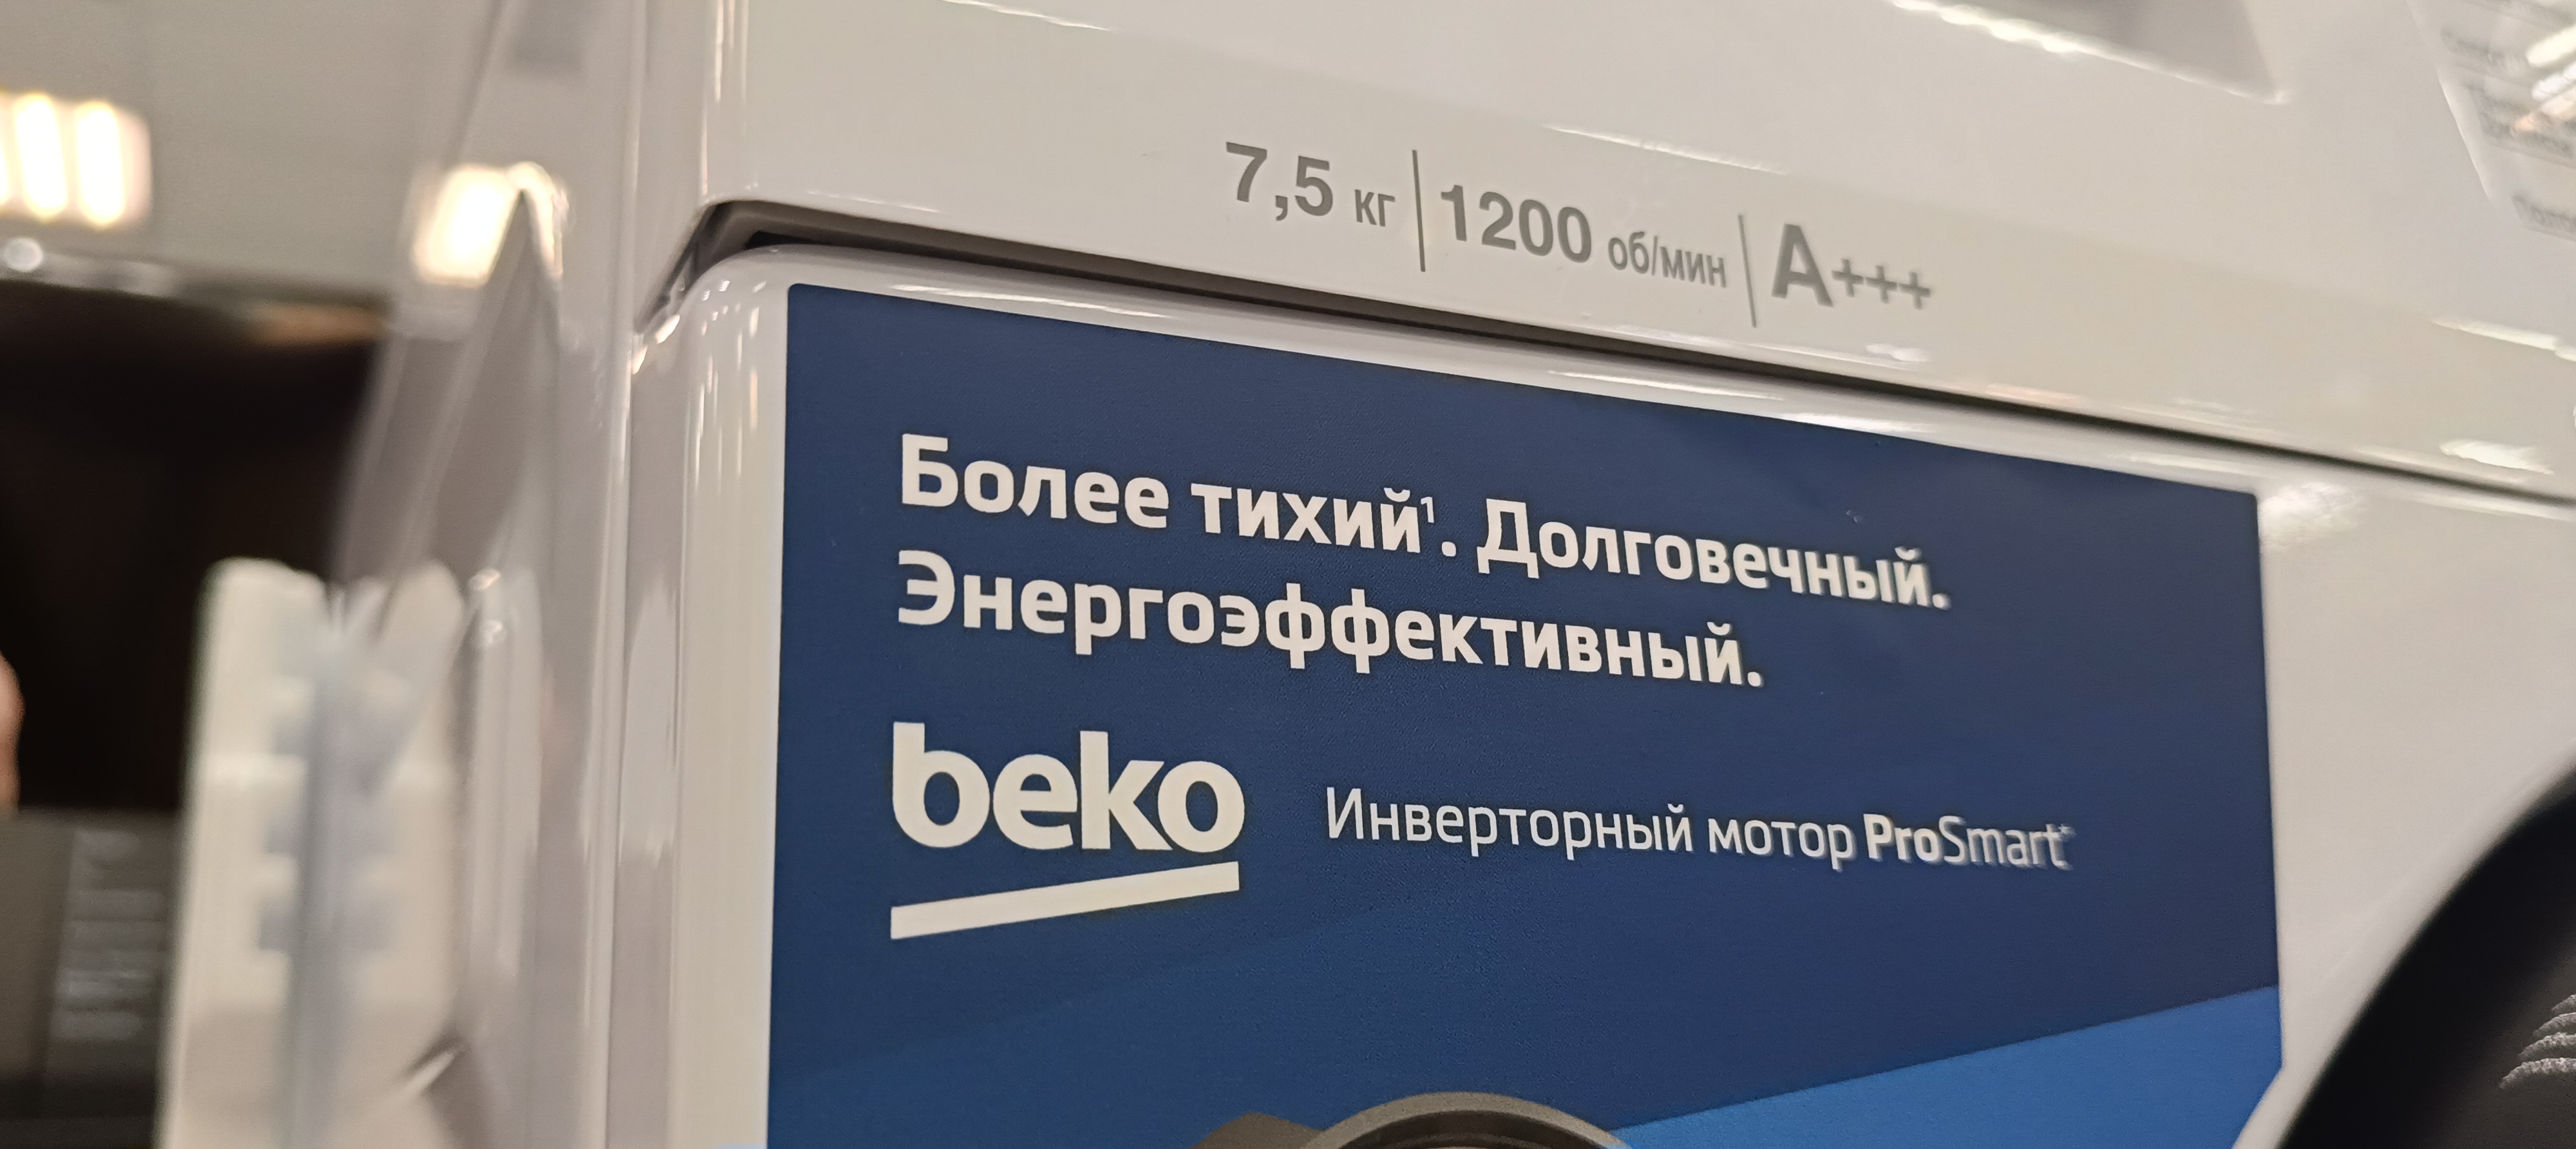 7,5 кг | 1200 об/мин | A+++
Более тихий¹. Долговечный.
Энергоэффективный.
beko
Инверторный мотор ProSmart*